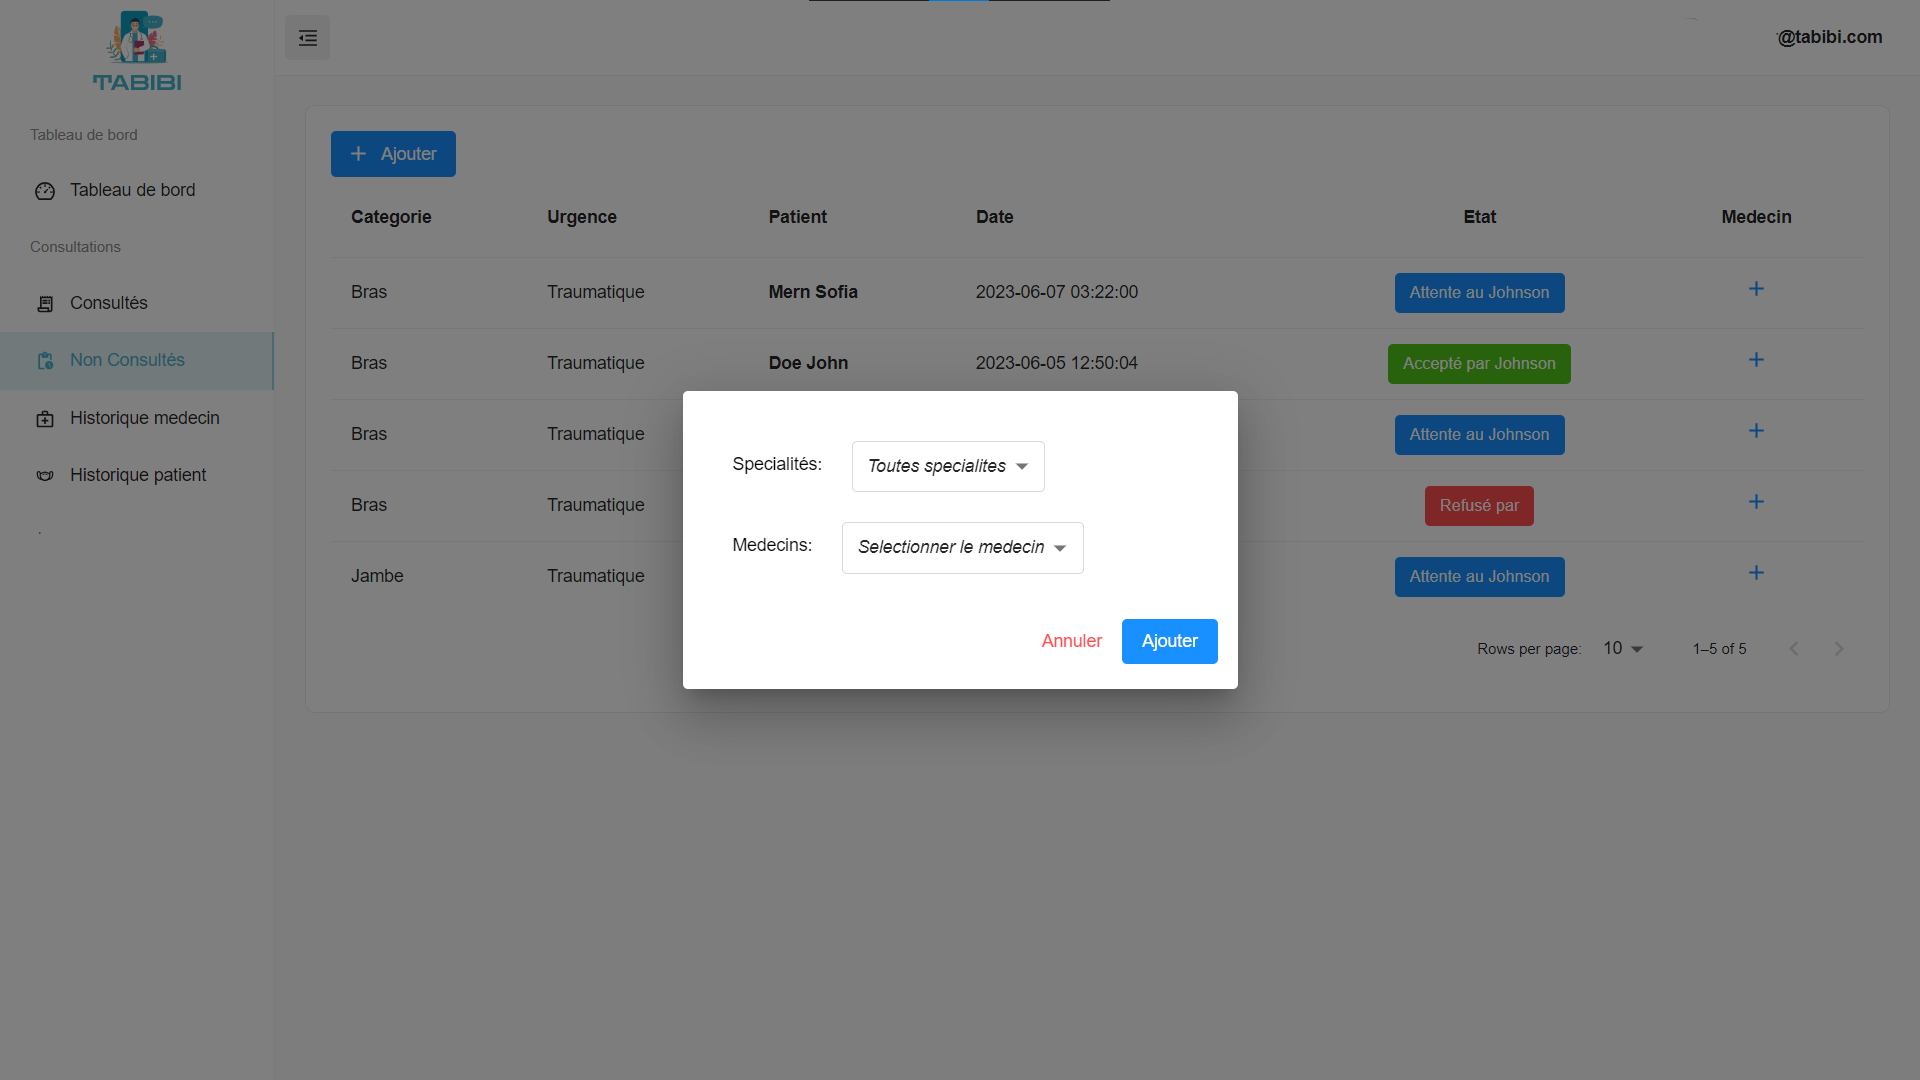 TABIBI
@tabibi.com
Tableau de bord
Tableau de bord
Consultations
Consultés
Non Consultés
Historique medecin
Historique patient
Ajouter
Categorie Urgence Patient Date Etat Medecin
Bras Traumatique Mern Sofia 2023-06-07 03:22:00 Attente au Johnson
Bras Traumatique Doe John 2023-06-05 12:50:04 Accepté par Johnson
Bras Traumatique Attente au Johnson
Bras Traumatique Refusé par
Jambe Traumatique Attente au Johnson
Rows per page: 10 1–5 of 5
Specialités: Toutes specialites
Medecins: Selectionner le medecin
Annuler Ajouter